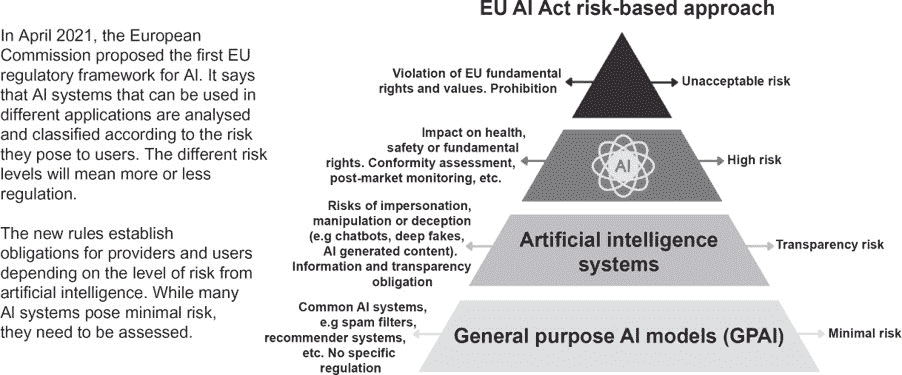 EU AI Act risk-based approach
In April 2021, the European
Commission proposed the first EU
regulatory framework for AI. It says
that AI systems that can be used in
different applications are analysed
and classified according to the risk
they pose to users. The different risk
levels will mean more or less
regulation.
The new rules establish
obligations for providers and users
depending on the level of risk from
artificial intelligence. While many
AI systems pose minimal risk,
they need to be assessed.
Violation of EU fundamental
rights and values. Prohibition
Unacceptable risk
Impact on health,
safety or fundamental
rights. Conformity assessment,
post-market monitoring, etc.
AI
High risk
Risks of impersonation,
manipulation or deception
(e.g chatbots, deep fakes,
AI generated content).
Information and transparency
obligation
Artificial intelligence
systems
Transparency risk
Common AI systems,
e.g spam filters,
recommender systems,
etc. No specific
regulation
General purpose AI models (GPAI)
Minimal risk